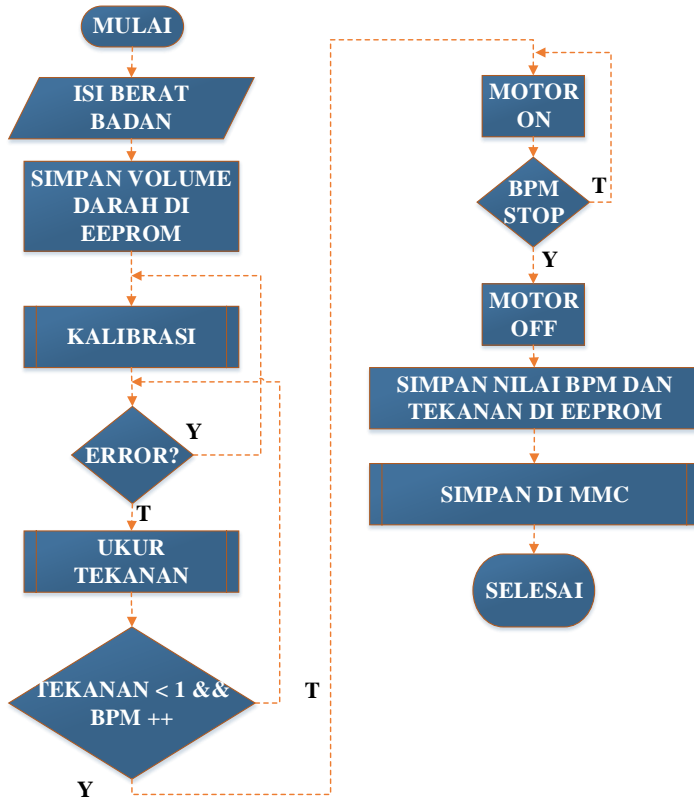 MULAI
ISI BERAT
BADAN
SIMPAN VOLUME
DARAH DI
EEPROM
KALIBRASI
ERROR?
Y
T
UKUR
TEKANAN
TEKANAN < 1 &&
BPM ++
T
Y
MOTOR
ON
BPM
STOP
T
Y
MOTOR
OFF
SIMPAN NILAI BPM DAN
TEKANAN DI EEPROM
SIMPAN DI MMC
SELESAI